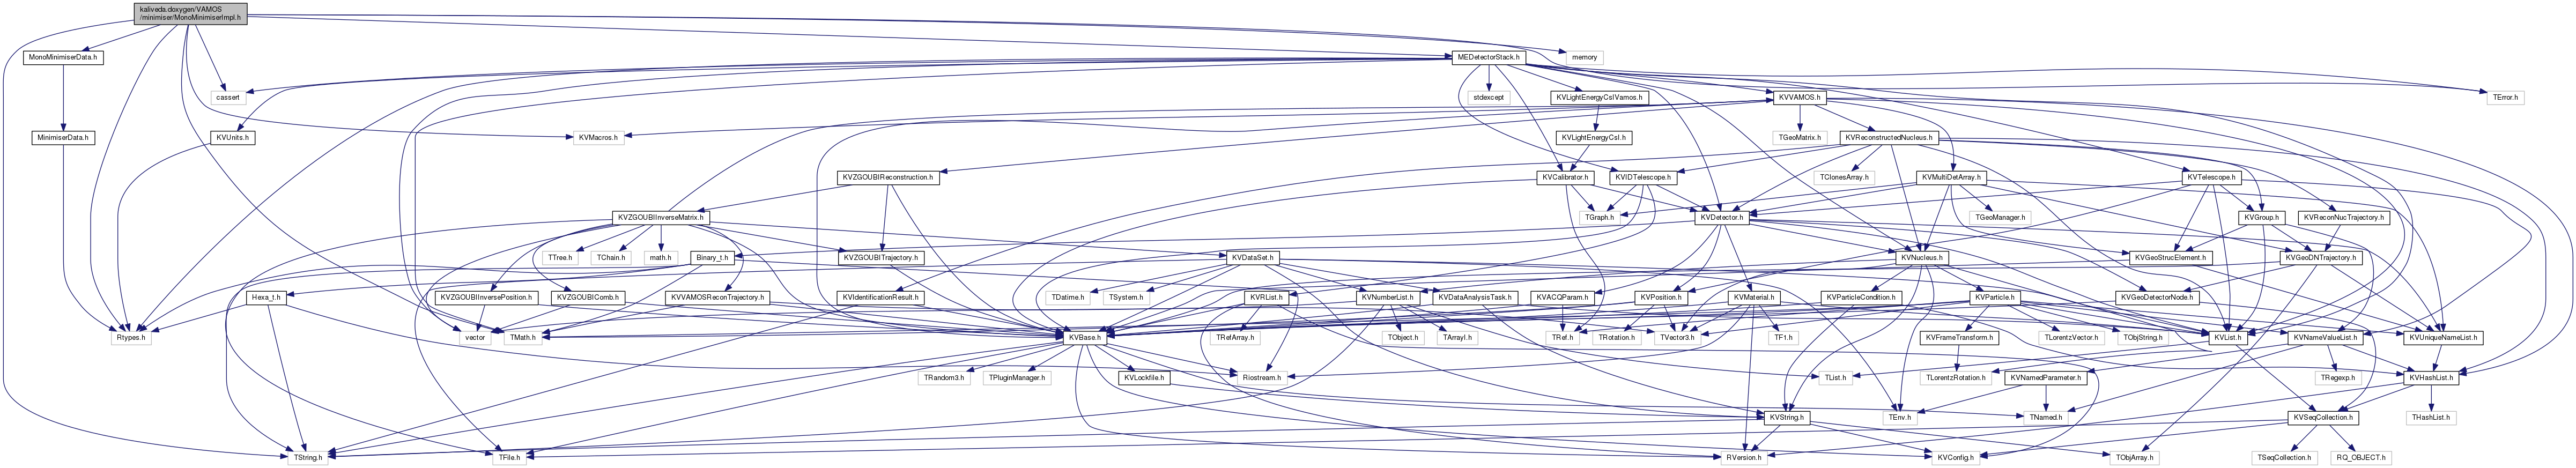 kaliveda.doxygen/VAMOS
/minimiser/MonoMinimiserImpl.h
MonoMinimiserData.h
MEDetectorStack.h
memory
cassert
stdexcept
KVLightEnergyCsIVamos.h
KVVAMOS.h
TError.h
MinimiserData.h
KVUnits.h
KVMacros.h
KVLightEnergyCsI.h
TGeoMatrix.h
KVReconstructedNucleus.h
KVZGOUBIReconstruction.h
KVCalibrator.h
KVIDTelescope.h
TClonesArray.h
KVMultiDetArray.h
KVTelescope.h
KVZGOUBIInverseMatrix.h
TGraph.h
KVDetector.h
TGeoManager.h
KVGroup.h
KVReconNucTrajectory.h
TTree.h
TChain.h
math.h
Binary_t.h
KVZGOUBITrajectory.h
KVDataSet.h
KVNucleus.h
KVGeoStrucElement.h
KVGeoDNTrajectory.h
Hexa_t.h
KVZGOUBIInversePosition.h
KVZGOUBIComb.h
KVVAMOSReconTrajectory.h
KVIdentificationResult.h
TDatime.h
TSystem.h
KVRList.h
KVNumberList.h
KVDataAnalysisTask.h
KVACQParam.h
KVPosition.h
KVMaterial.h
KVParticleCondition.h
KVParticle.h
KVGeoDetectorNode.h
Rtypes.h
vector
TMath.h
KVBase.h
TRefArray.h
TObject.h
TArrayI.h
TRef.h
TRotation.h
TVector3.h
TF1.h
KVFrameTransform.h
TLorentzVector.h
TObjString.h
KVList.h
KVNameValueList.h
KVUniqueNameList.h
TRandom3.h
TPluginManager.h
KVLockfile.h
Riostream.h
TList.h
TLorentzRotation.h
KVNamedParameter.h
TRegexp.h
KVHashList.h
KVString.h
TEnv.h
TNamed.h
KVSeqCollection.h
THashList.h
TString.h
TFile.h
RVersion.h
KVConfig.h
TObjArray.h
TSeqCollection.h
RQ_OBJECT.h